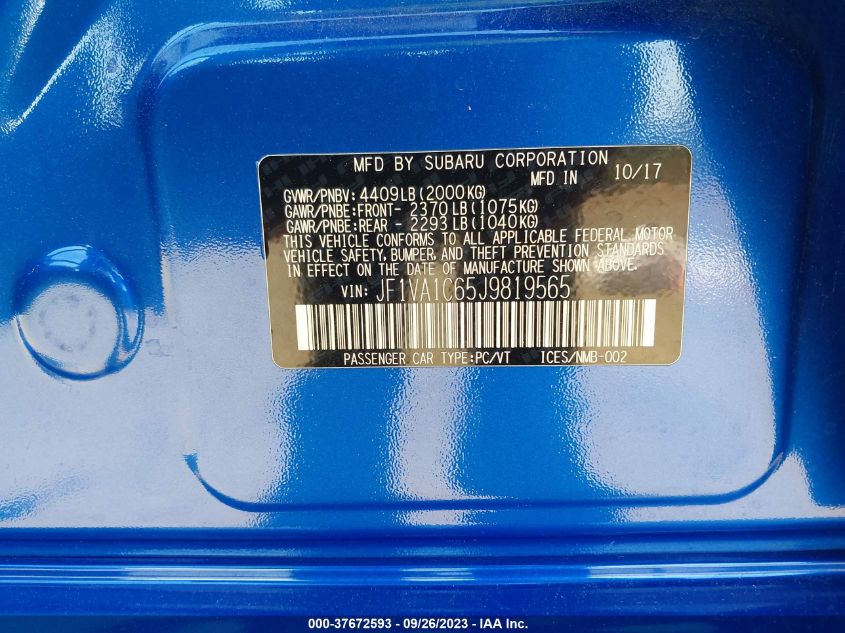 MFD BY SUBARU CORPORATION
MFD IN 10/17
GVWR/PNBV: 4409LB(2000KG)
GAWR/PNBE:FRONT- 2370LB(1075KG)
GAWR/PNBE:REAR - 2293LB(1040KG)
THIS VEHICLE CONFORMS TO ALL APPLICABLE FEDERAL MOTOR
VEHICLE SAFETY, BUMPER, AND THEFT PREVENTION STANDARDS
IN EFFECT ON THE DATE OF MANUFACTURE SHOWN ABOVE.
VIN: JF1VA1C65J9819565
PASSENGER CAR TYPE:PC/VT ICES/NMB-002
000-37672593 - 09/26/2023 - IAA Inc.